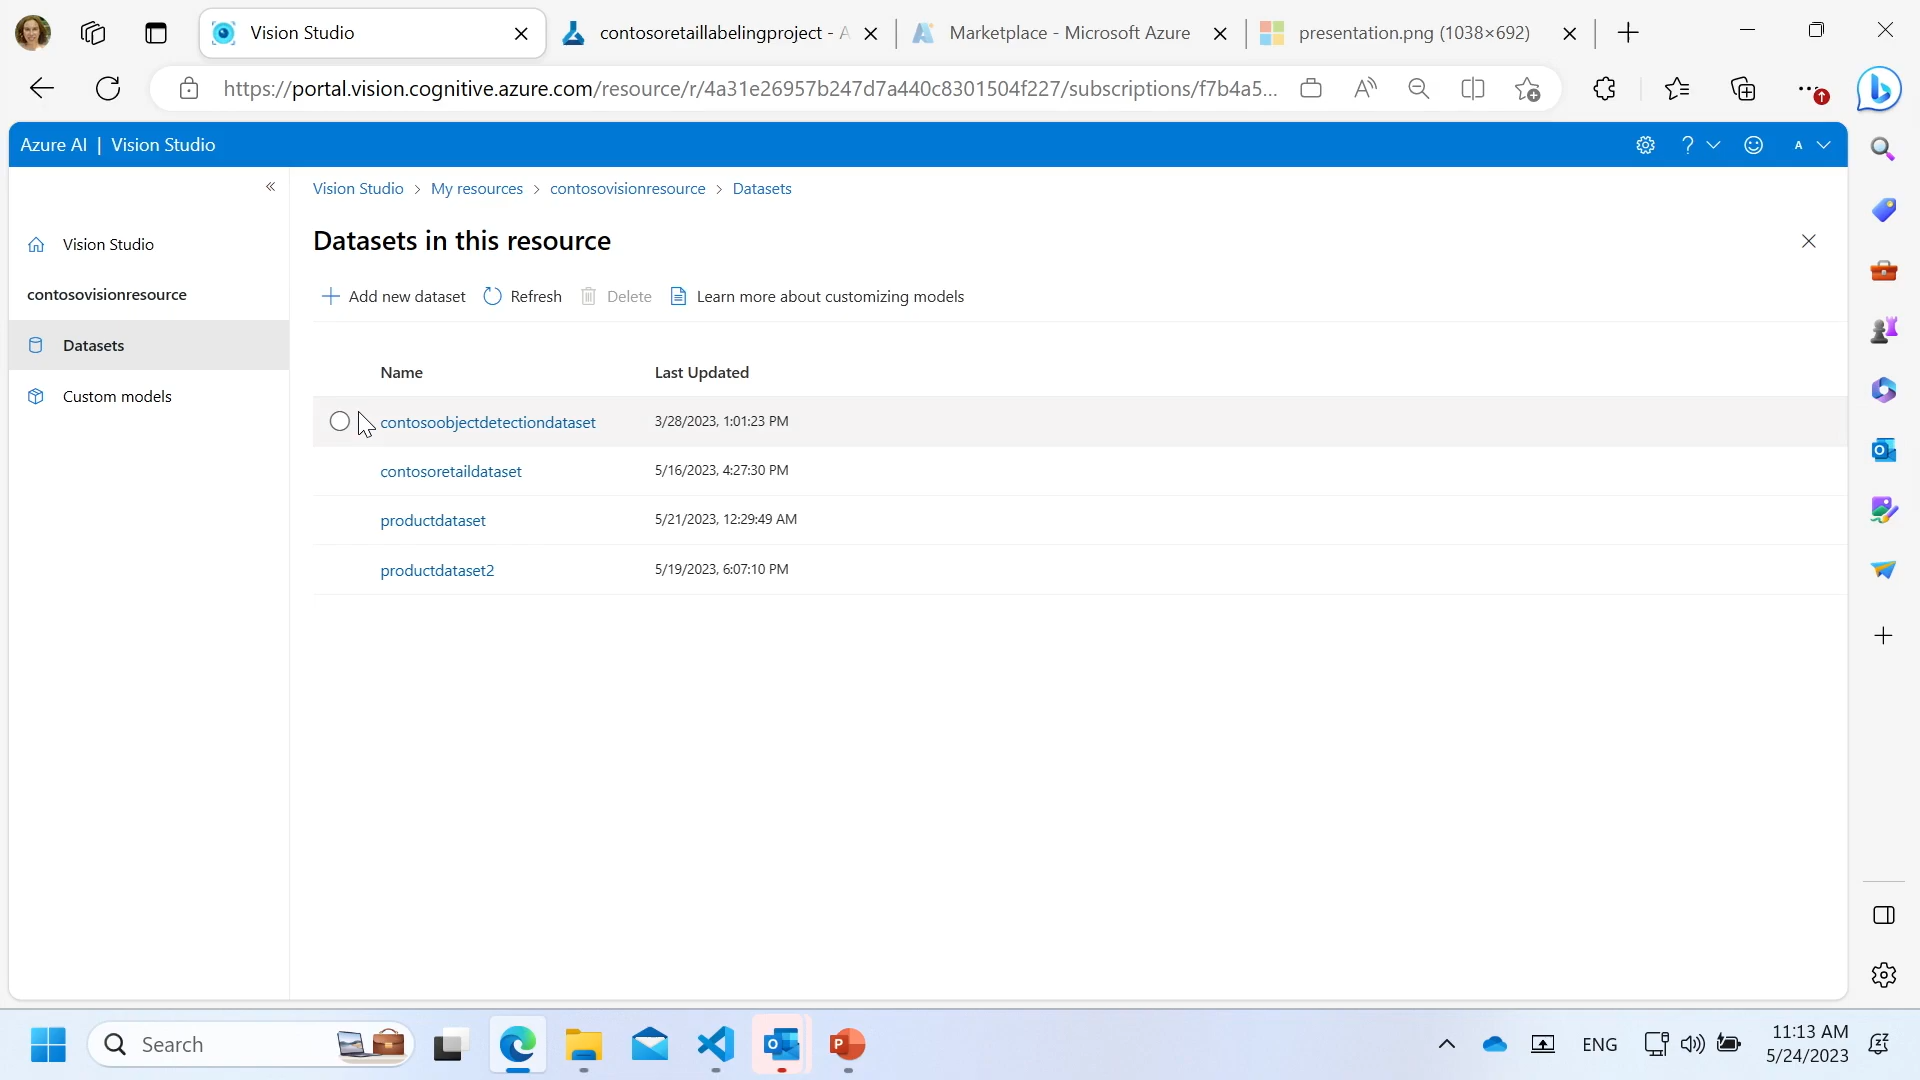 Vision Studio
contosoretaillabelingproject - A
Marketplace - Microsoft Azure
presentation.png (1038×692)
https://portal.vision.cognitive.azure.com/resource/r/4a31e26957b247d7a440c8301504f227/subscriptions/f7b4a5...
Azure AI | Vision Studio
?
A
«
Vision Studio > My resources > contosovisionresource > Datasets
Vision Studio
contosovisionresource
Datasets
Custom models
Datasets in this resource
Add new dataset
Refresh
Delete
Learn more about customizing models
Name Last Updated
contosoobjectdetectiondataset 3/28/2023, 1:01:23 PM
contosoretaildataset 5/16/2023, 4:27:30 PM
productdataset 5/21/2023, 12:29:49 AM
productdataset2 5/19/2023, 6:07:10 PM
Search
ENG
11:13 AM
5/24/2023